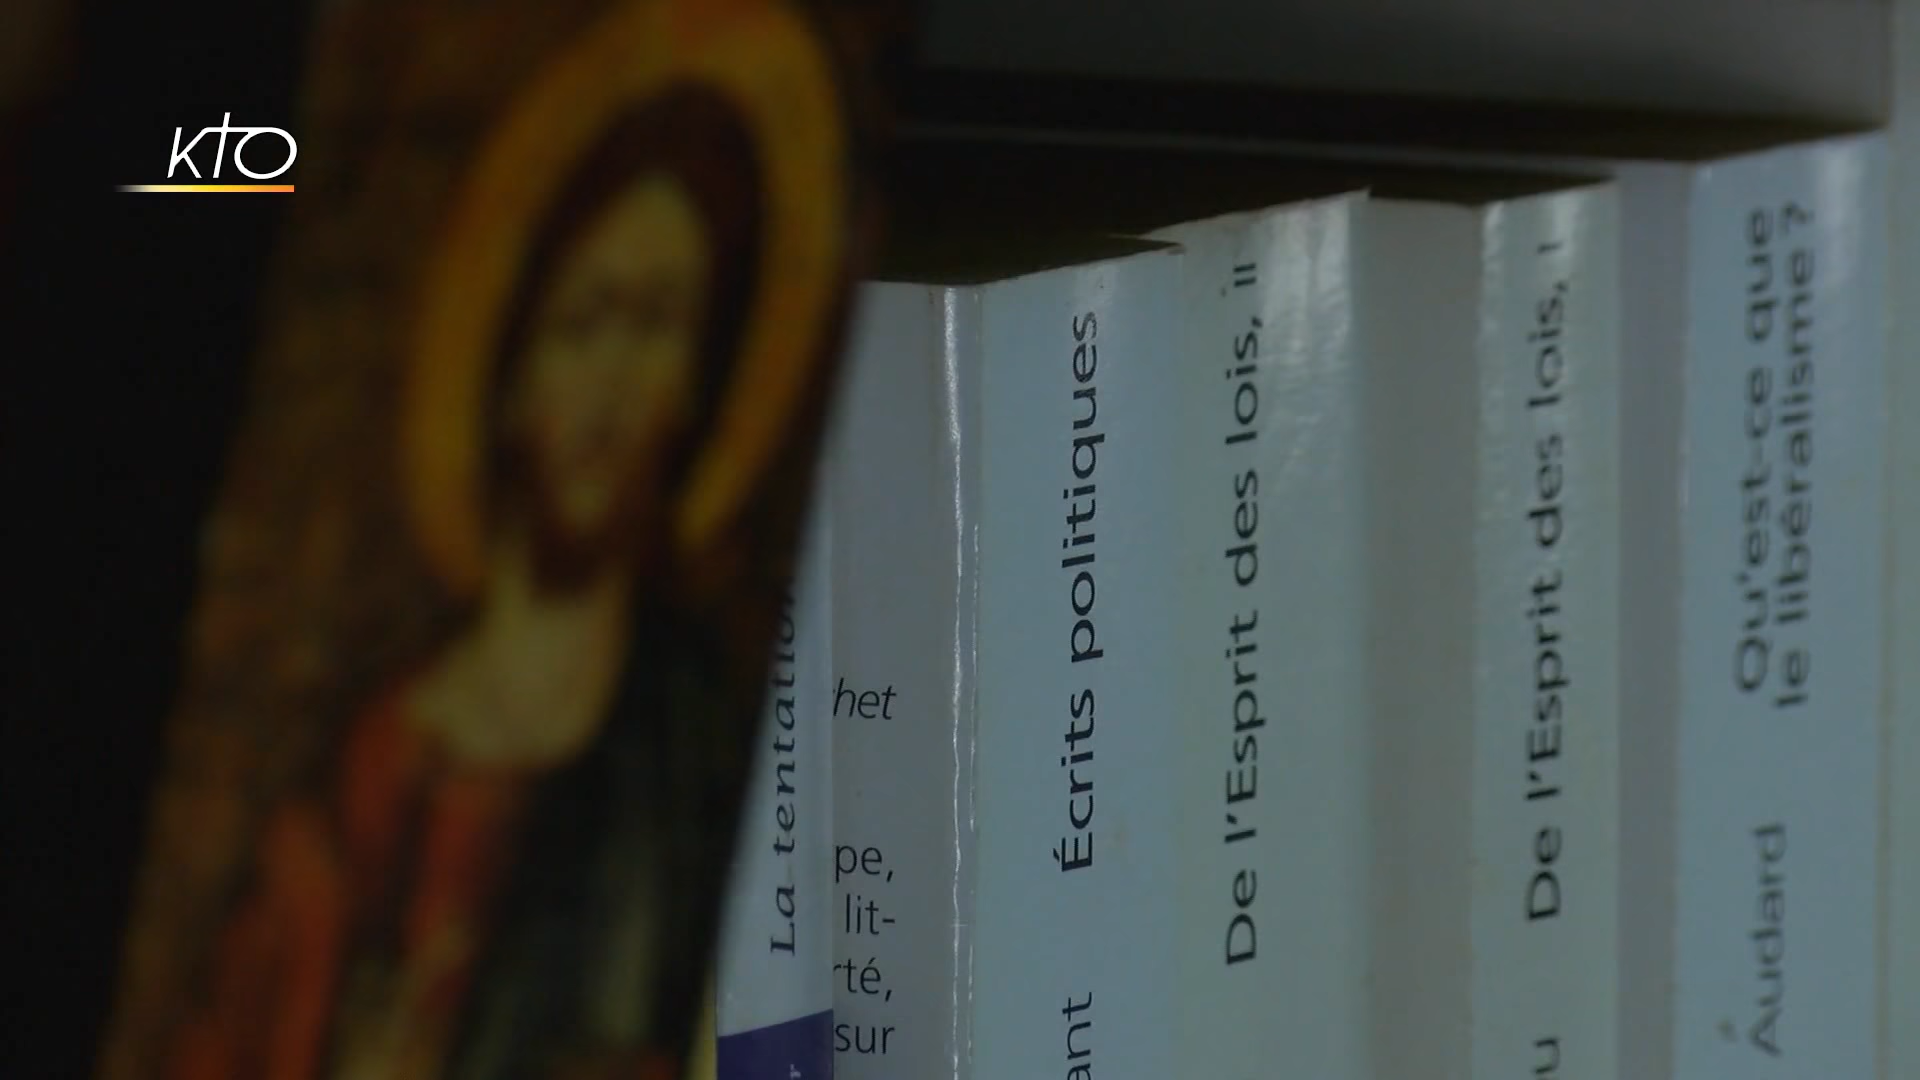 KTO
La tentation
het
pe,
lit-
rté,
sur
ant Écrits politiques
De l'Esprit des lois, II
u De l'Esprit des lois, I
Audard Qu'est-ce que
le libéralisme ?